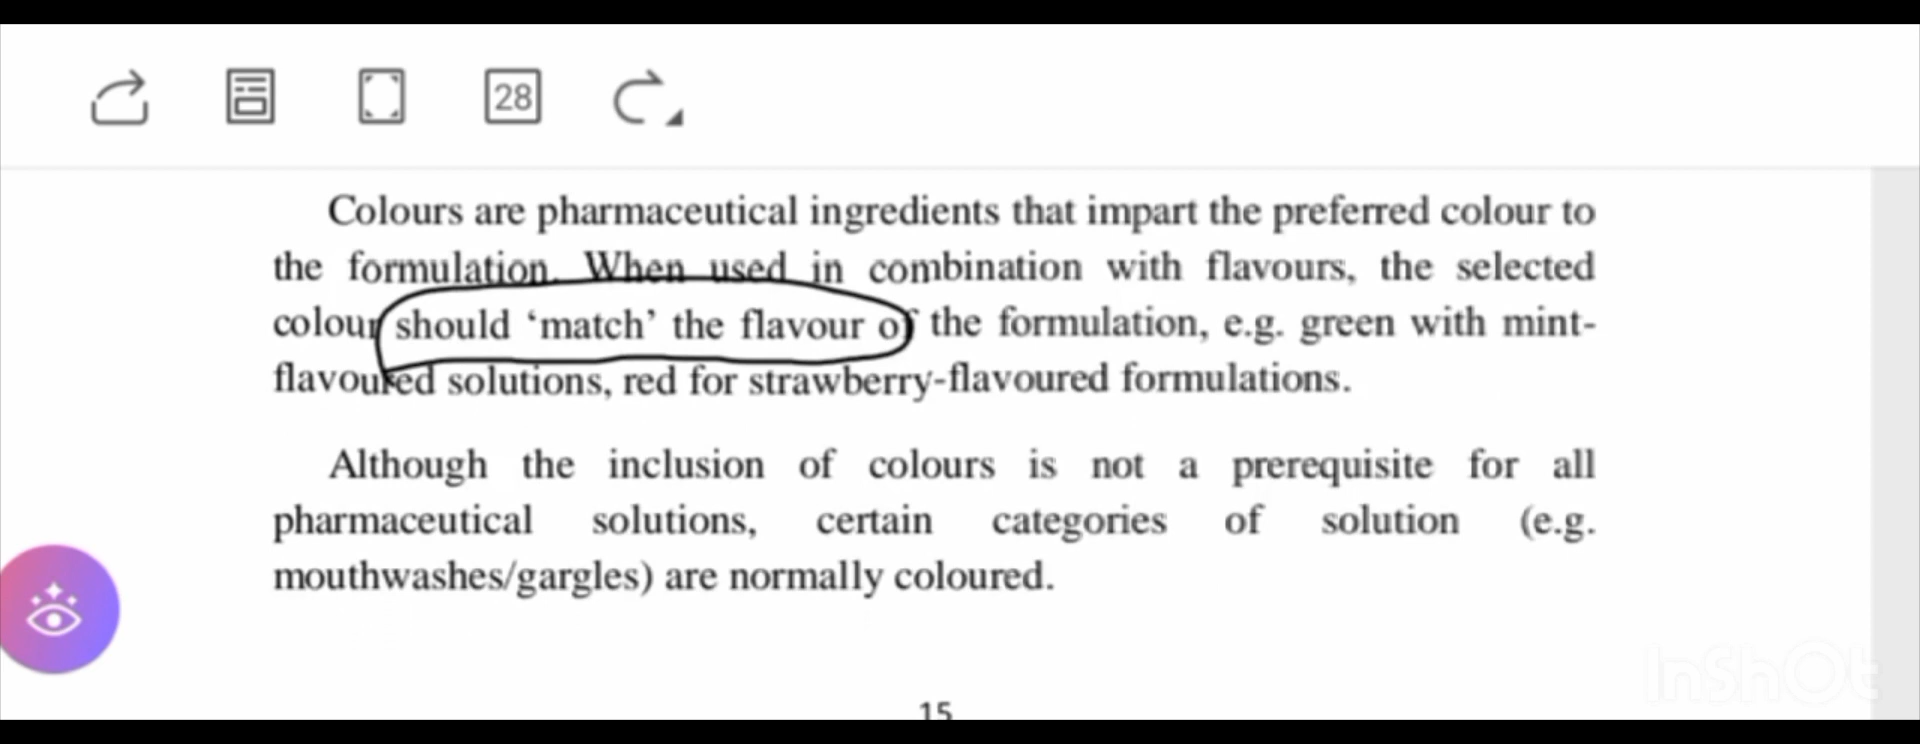 28
Colours are pharmaceutical ingredients that impart the preferred colour to
the formulation. When used in combination with flavours, the selected
colour should ‘match’ the flavour of the formulation, e.g. green with mint-
flavoured solutions, red for strawberry-flavoured formulations.
Although the inclusion of colours is not a prerequisite for all
pharmaceutical solutions, certain categories of solution (e.g.
mouthwashes/gargles) are normally coloured.
InShOt
15